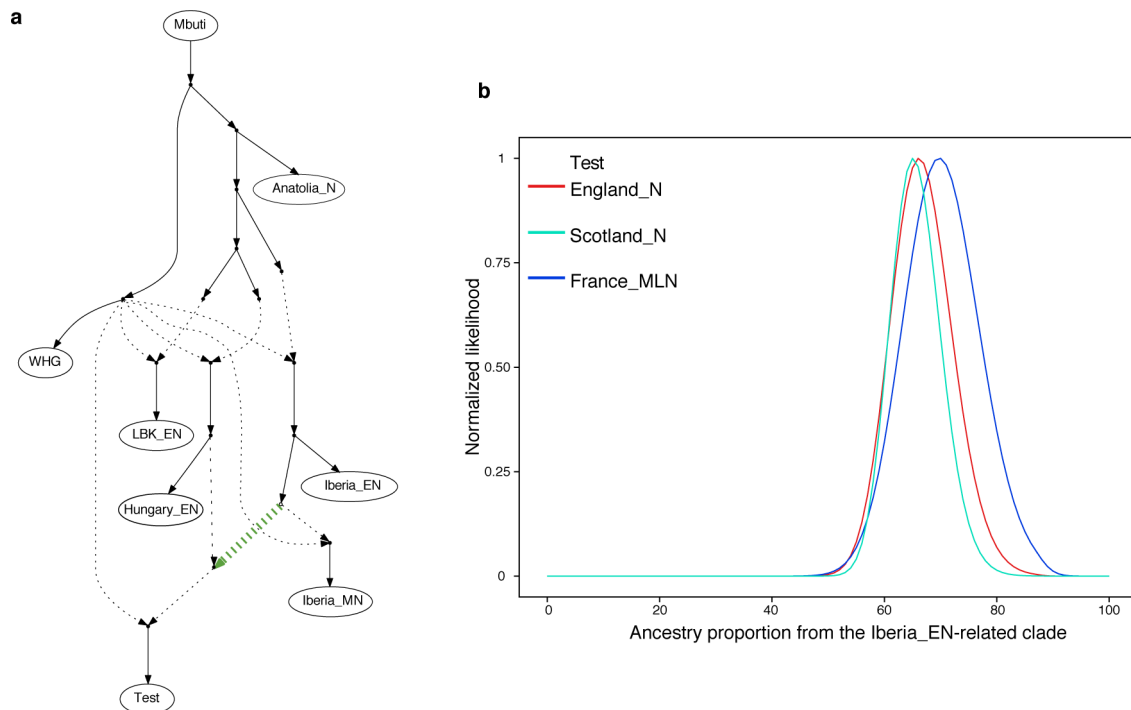 a
Mbuti
Anatolia_N
WHG
LBK_EN
Iberia_EN
Hungary_EN
Iberia_MN
Test
b
Test
England_N
Scotland_N
France_MLN
Normalized likelihood
1
0.75
0.50
0.25
0
0 20 40 60 80 100
Ancestry proportion from the Iberia_EN-related clade